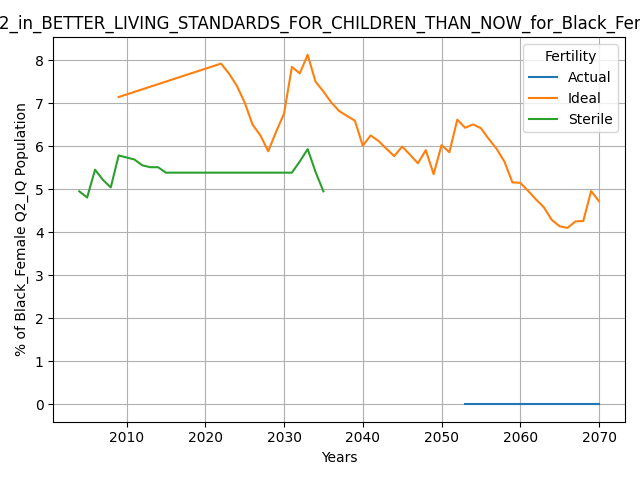 2_in_BETTER_LIVING_STANDARDS_FOR_CHILDREN_THAN_NOW_for_Black_Fer
Fertility
Actual
Ideal
Sterile
% of Black_Female Q2_IQ Population
8
7
6
5
4
3
2
1
0
2010 2020 2030 2040 2050 2060 2070
Years